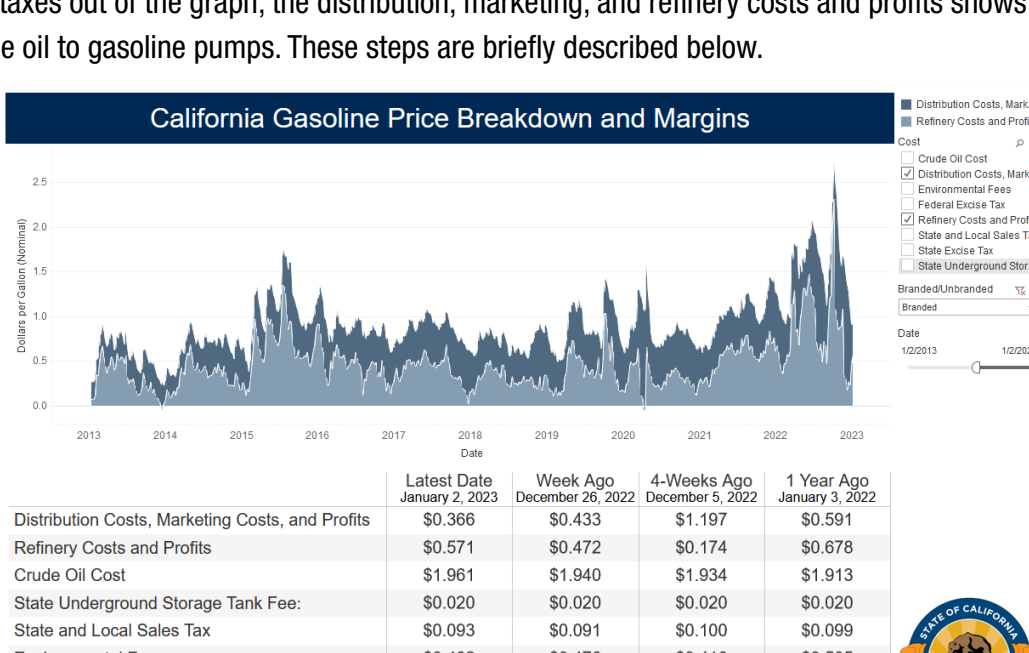 taxes out of the graph, the distribution, marketing, and refinery costs and profits shows
e oil to gasoline pumps. These steps are briefly described below.
California Gasoline Price Breakdown and Margins
Distribution Costs, Mark
Refinery Costs and Profi
Cost
Crude Oil Cost
Distribution Costs, Mark
Environmental Fees
Federal Excise Tax
Refinery Costs and Prof
State and Local Sales T
State Excise Tax
State Underground Stor
Branded/Unbranded
Branded
Date
1/2/2013 1/2/202
Dollars per Gallon (Nominal)
2.5
2.0
1.5
1.0
0.5
0.0
2013 2014 2015 2016 2017 2018 2019 2020 2021 2022 2023
Date
Latest Date Week Ago 4-Weeks Ago 1 Year Ago
January 2, 2023 December 26, 2022 December 5, 2022 January 3, 2022
Distribution Costs, Marketing Costs, and Profits $0.366 $0.433 $1.197 $0.591
Refinery Costs and Profits $0.571 $0.472 $0.174 $0.678
Crude Oil Cost $1.961 $1.940 $1.934 $1.913
State Underground Storage Tank Fee: $0.020 $0.020 $0.020 $0.020
State and Local Sales Tax $0.093 $0.091 $0.100 $0.099
STATE OF CALIFORNIA